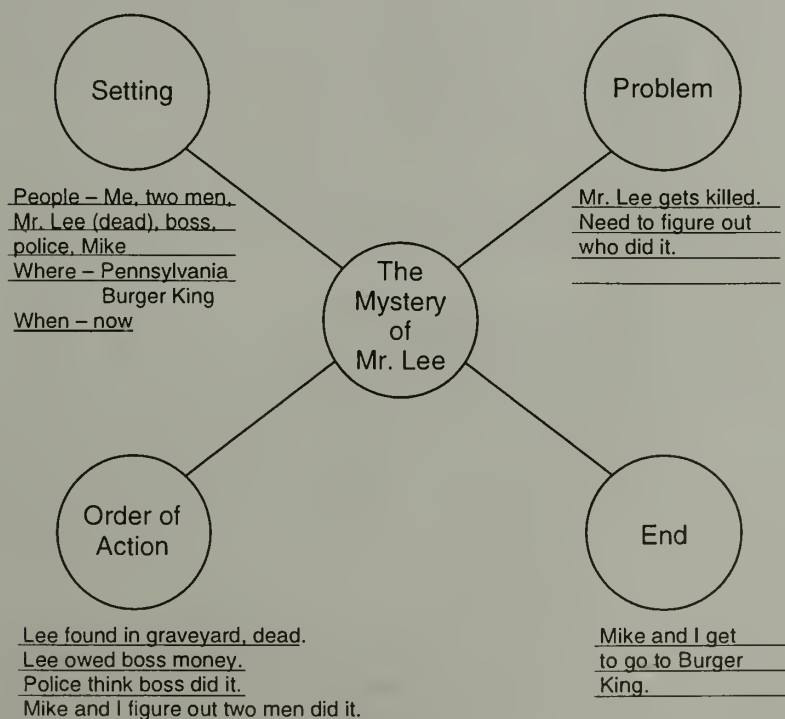 Setting
People – Me, two men,
Mr. Lee (dead), boss,
police, Mike
Where – Pennsylvania
Burger King
When – now
Problem
Mr. Lee gets killed.
Need to figure out
who did it.
The
Mystery
of
Mr. Lee
Order of
Action
Lee found in graveyard, dead.
Lee owed boss money.
Police think boss did it.
Mike and I figure out two men did it.
End
Mike and I get
to go to Burger
King.